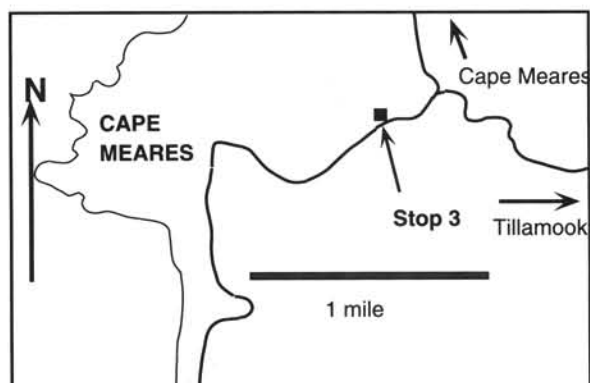 N
CAPE
MEARES
Cape Meares
Stop 3
Tillamook
1 mile